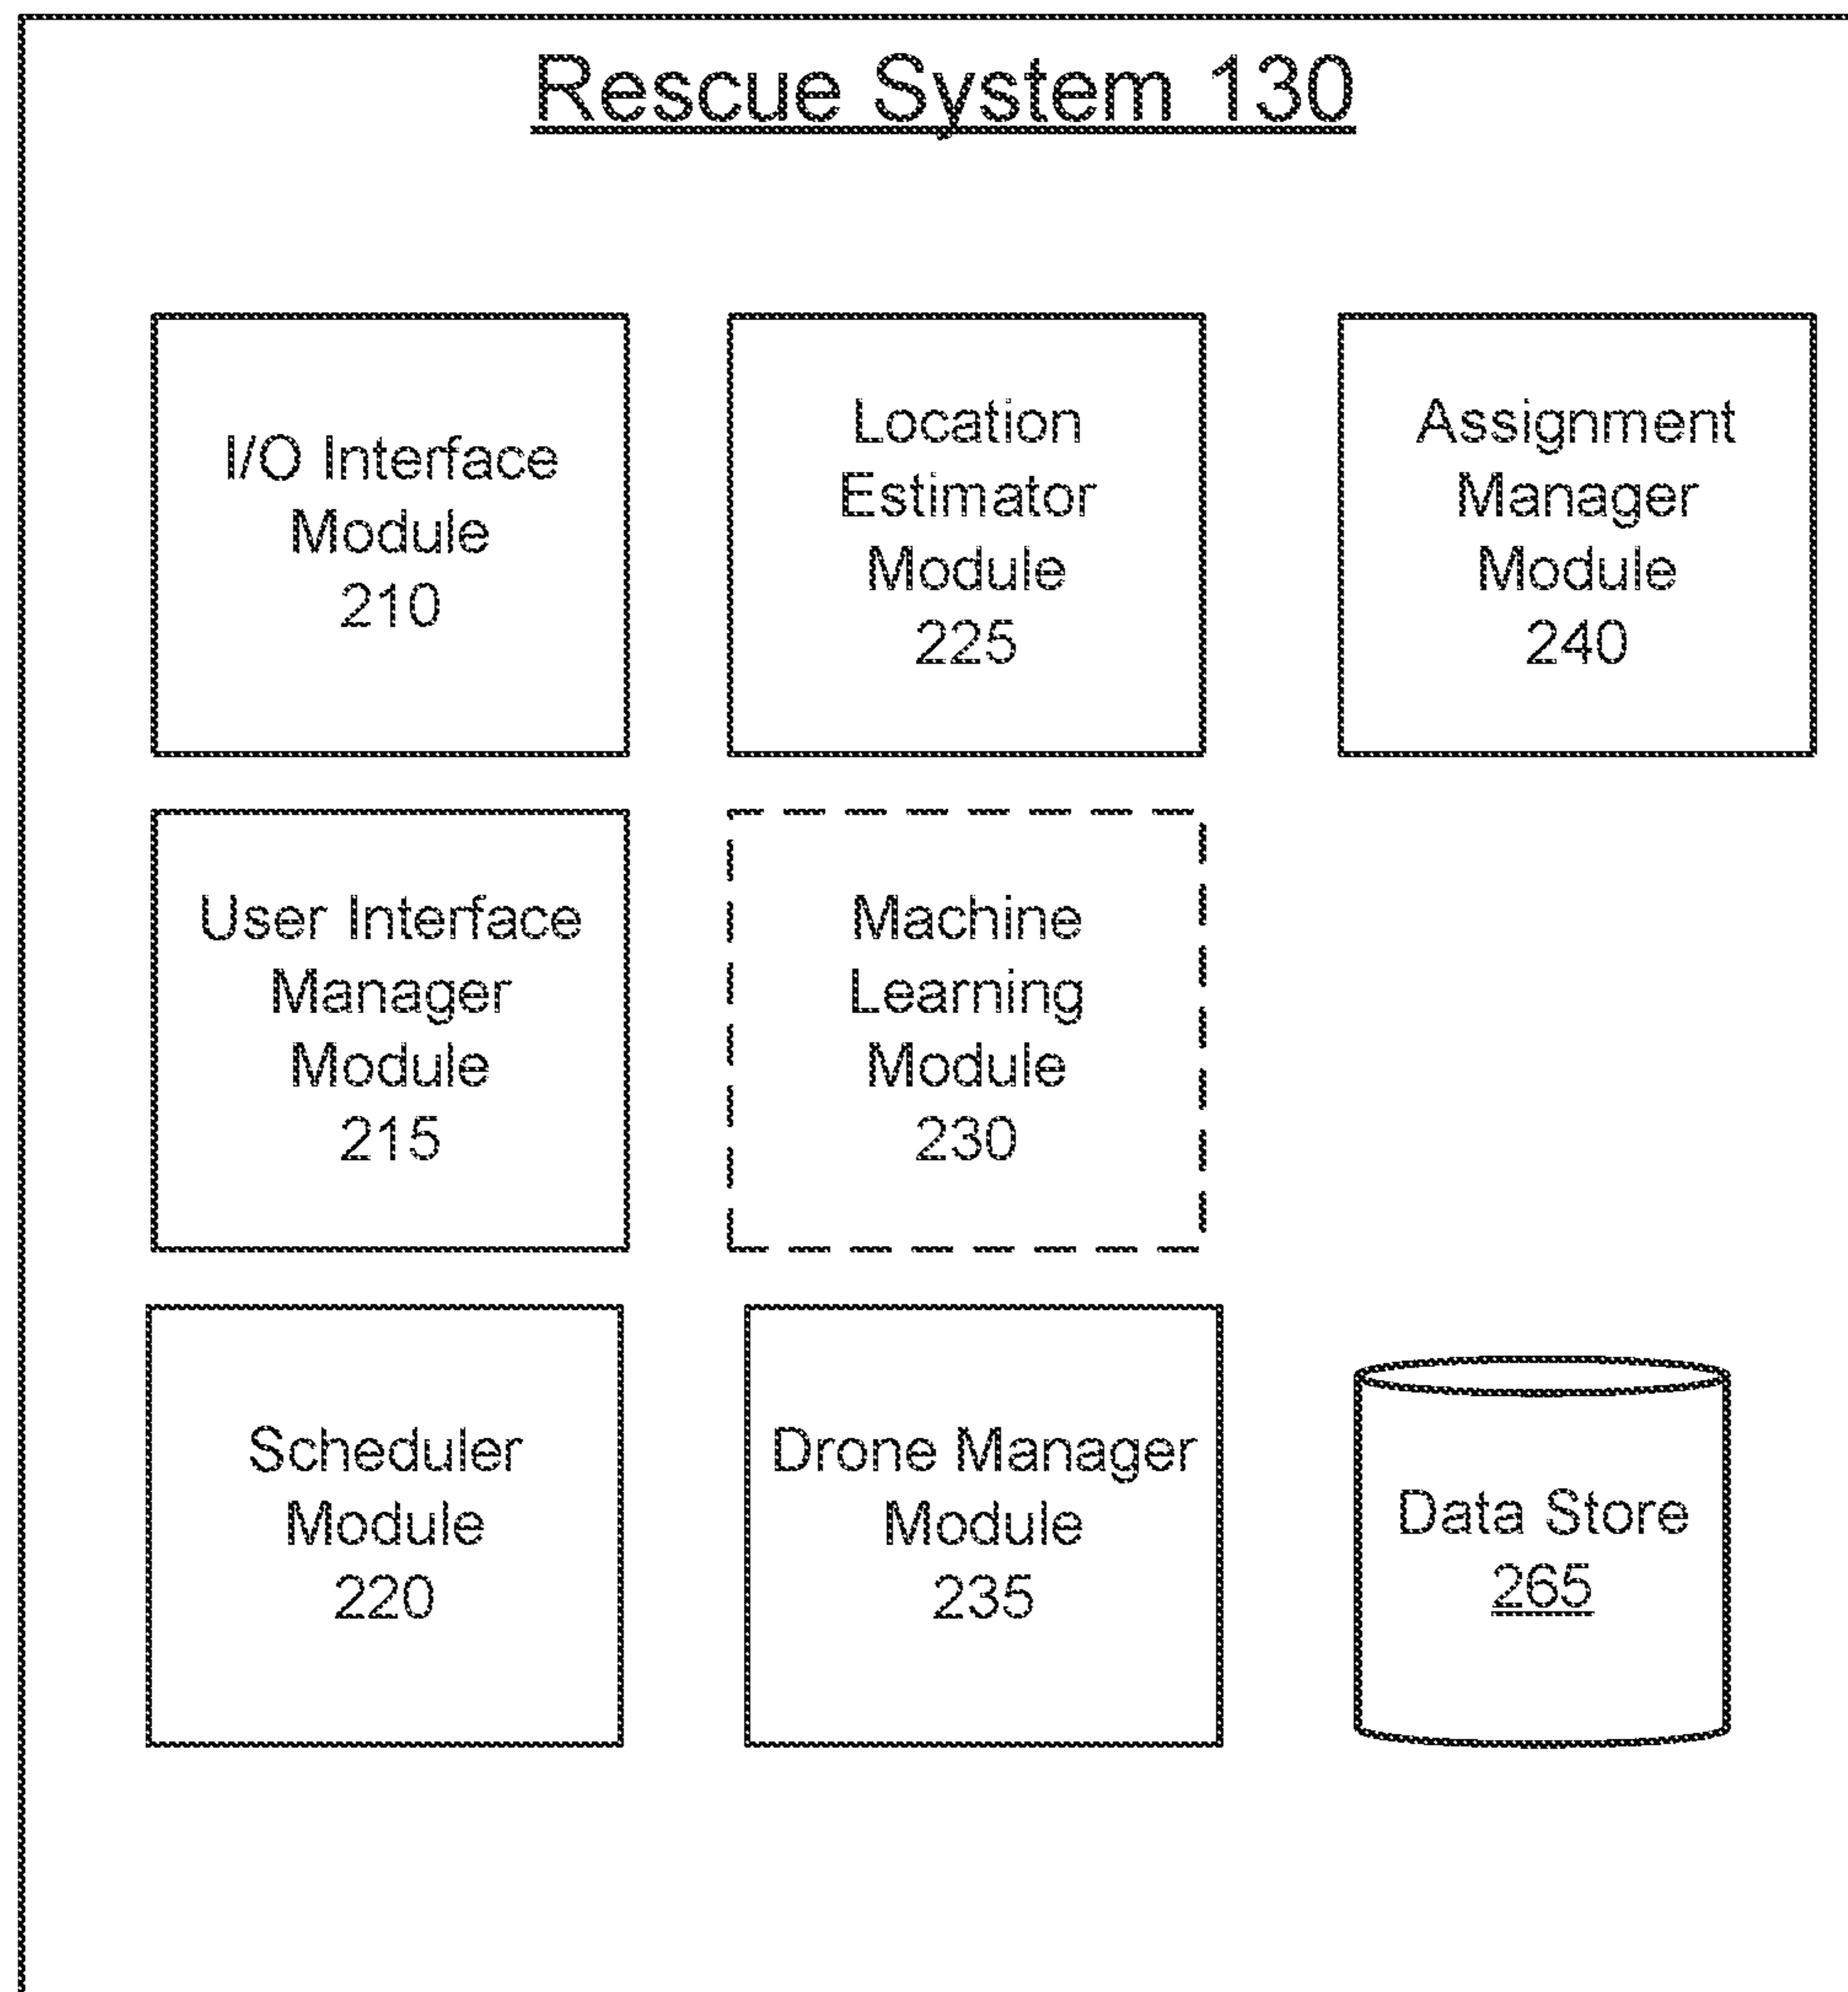 Rescue System 130
I/O Interface
Module
210
Location
Estimator
Module
225
Assignment
Manager
Module
240
User Interface
Manager
Module
215
Machine
Learning
Module
230
Scheduler
Module
220
Drone Manager
Module
235
Data Store
265